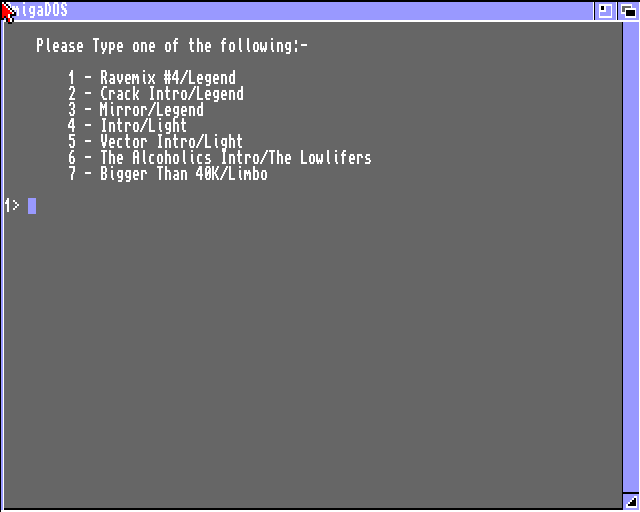 migaDOS
Please Type one of the following:-
1 - Ravemix #4/Legend
2 - Crack Intro/Legend
3 - Mirror/Legend
4 - Intro/Light
5 - Vector Intro/Light
6 - The Alcoholics Intro/The Lowlifers
7 - Bigger Than 40K/Limbo
1>